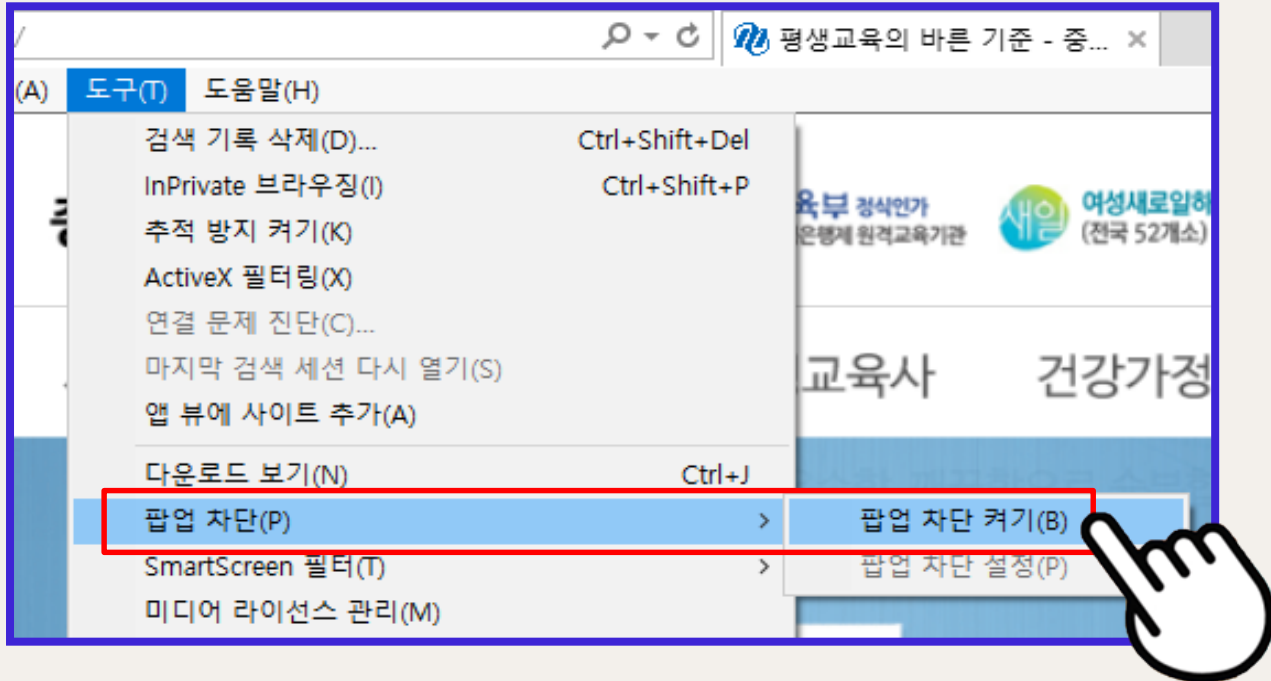 /
평생교육의 바른 기준 - 중...
(A) 도구(T) 도움말(H)
검색 기록 삭제(D)... Ctrl+Shift+Del
InPrivate 브라우징(I) Ctrl+Shift+P
추적 방지 켜기(K)
ActiveX 필터링(X)
연결 문제 진단(C)...
마지막 검색 세션 다시 열기(S)
앱 뷰에 사이트 추가(A)
다운로드 보기(N) Ctrl+J
팝업 차단(P)
SmartScreen 필터(T)
미디어 라이선스 관리(M)
팝업 차단 켜기(B)
팝업 차단 설정(P)
육부 정식인가
은행제 원격교육기관
새일
여성새로일하
(전국 52개소)
교육사 건강가정